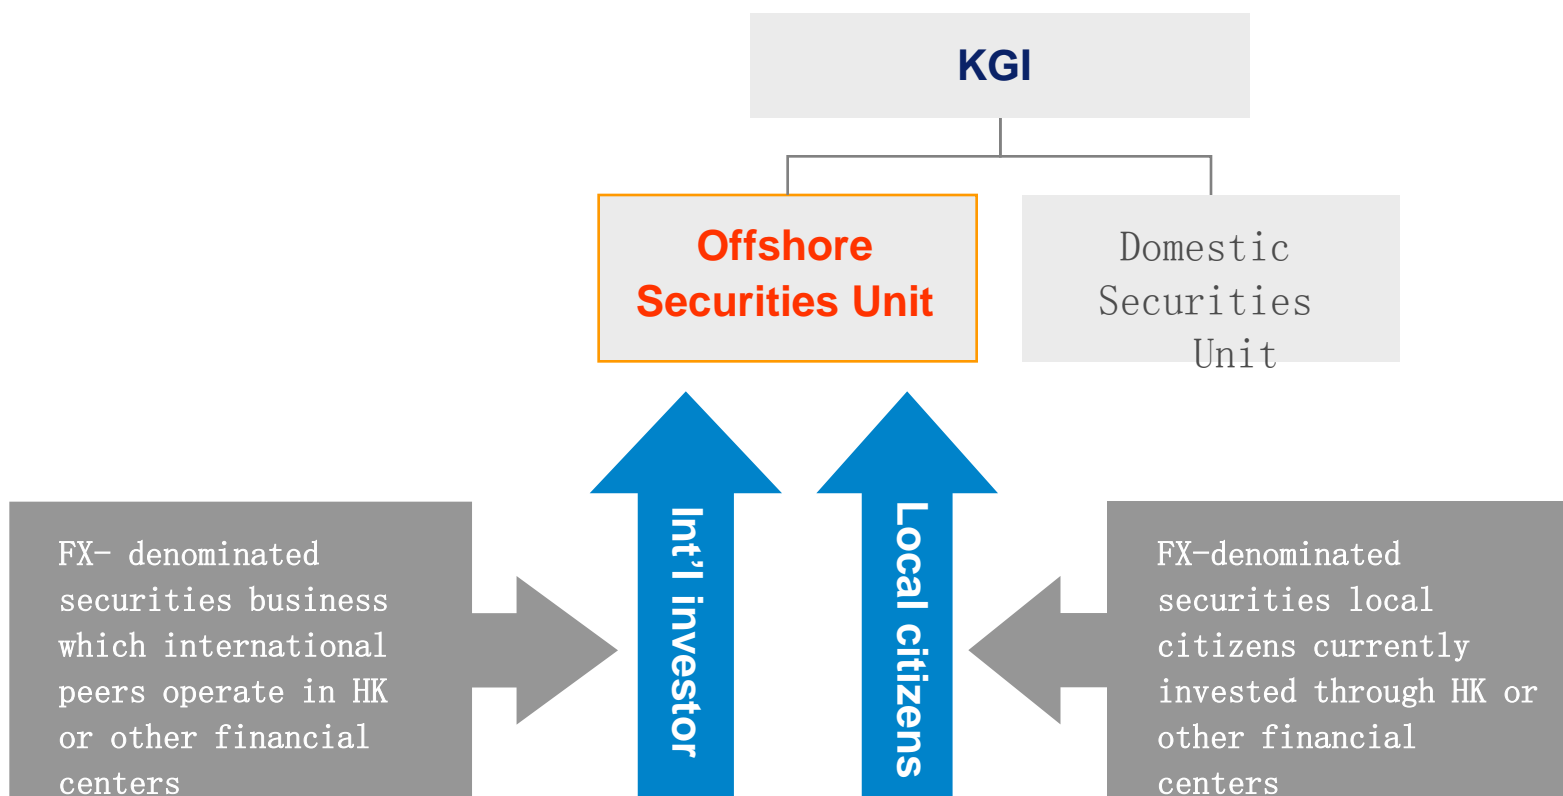 KGI
Offshore
Securities Unit
Domestic
Securities
Unit
Int'l investor
Local citizens
FX- denominated
securities business
which international
peers operate in HK
or other financial
centers
FX-denominated
securities local
citizens currently
invested through HK or
other financial
centers